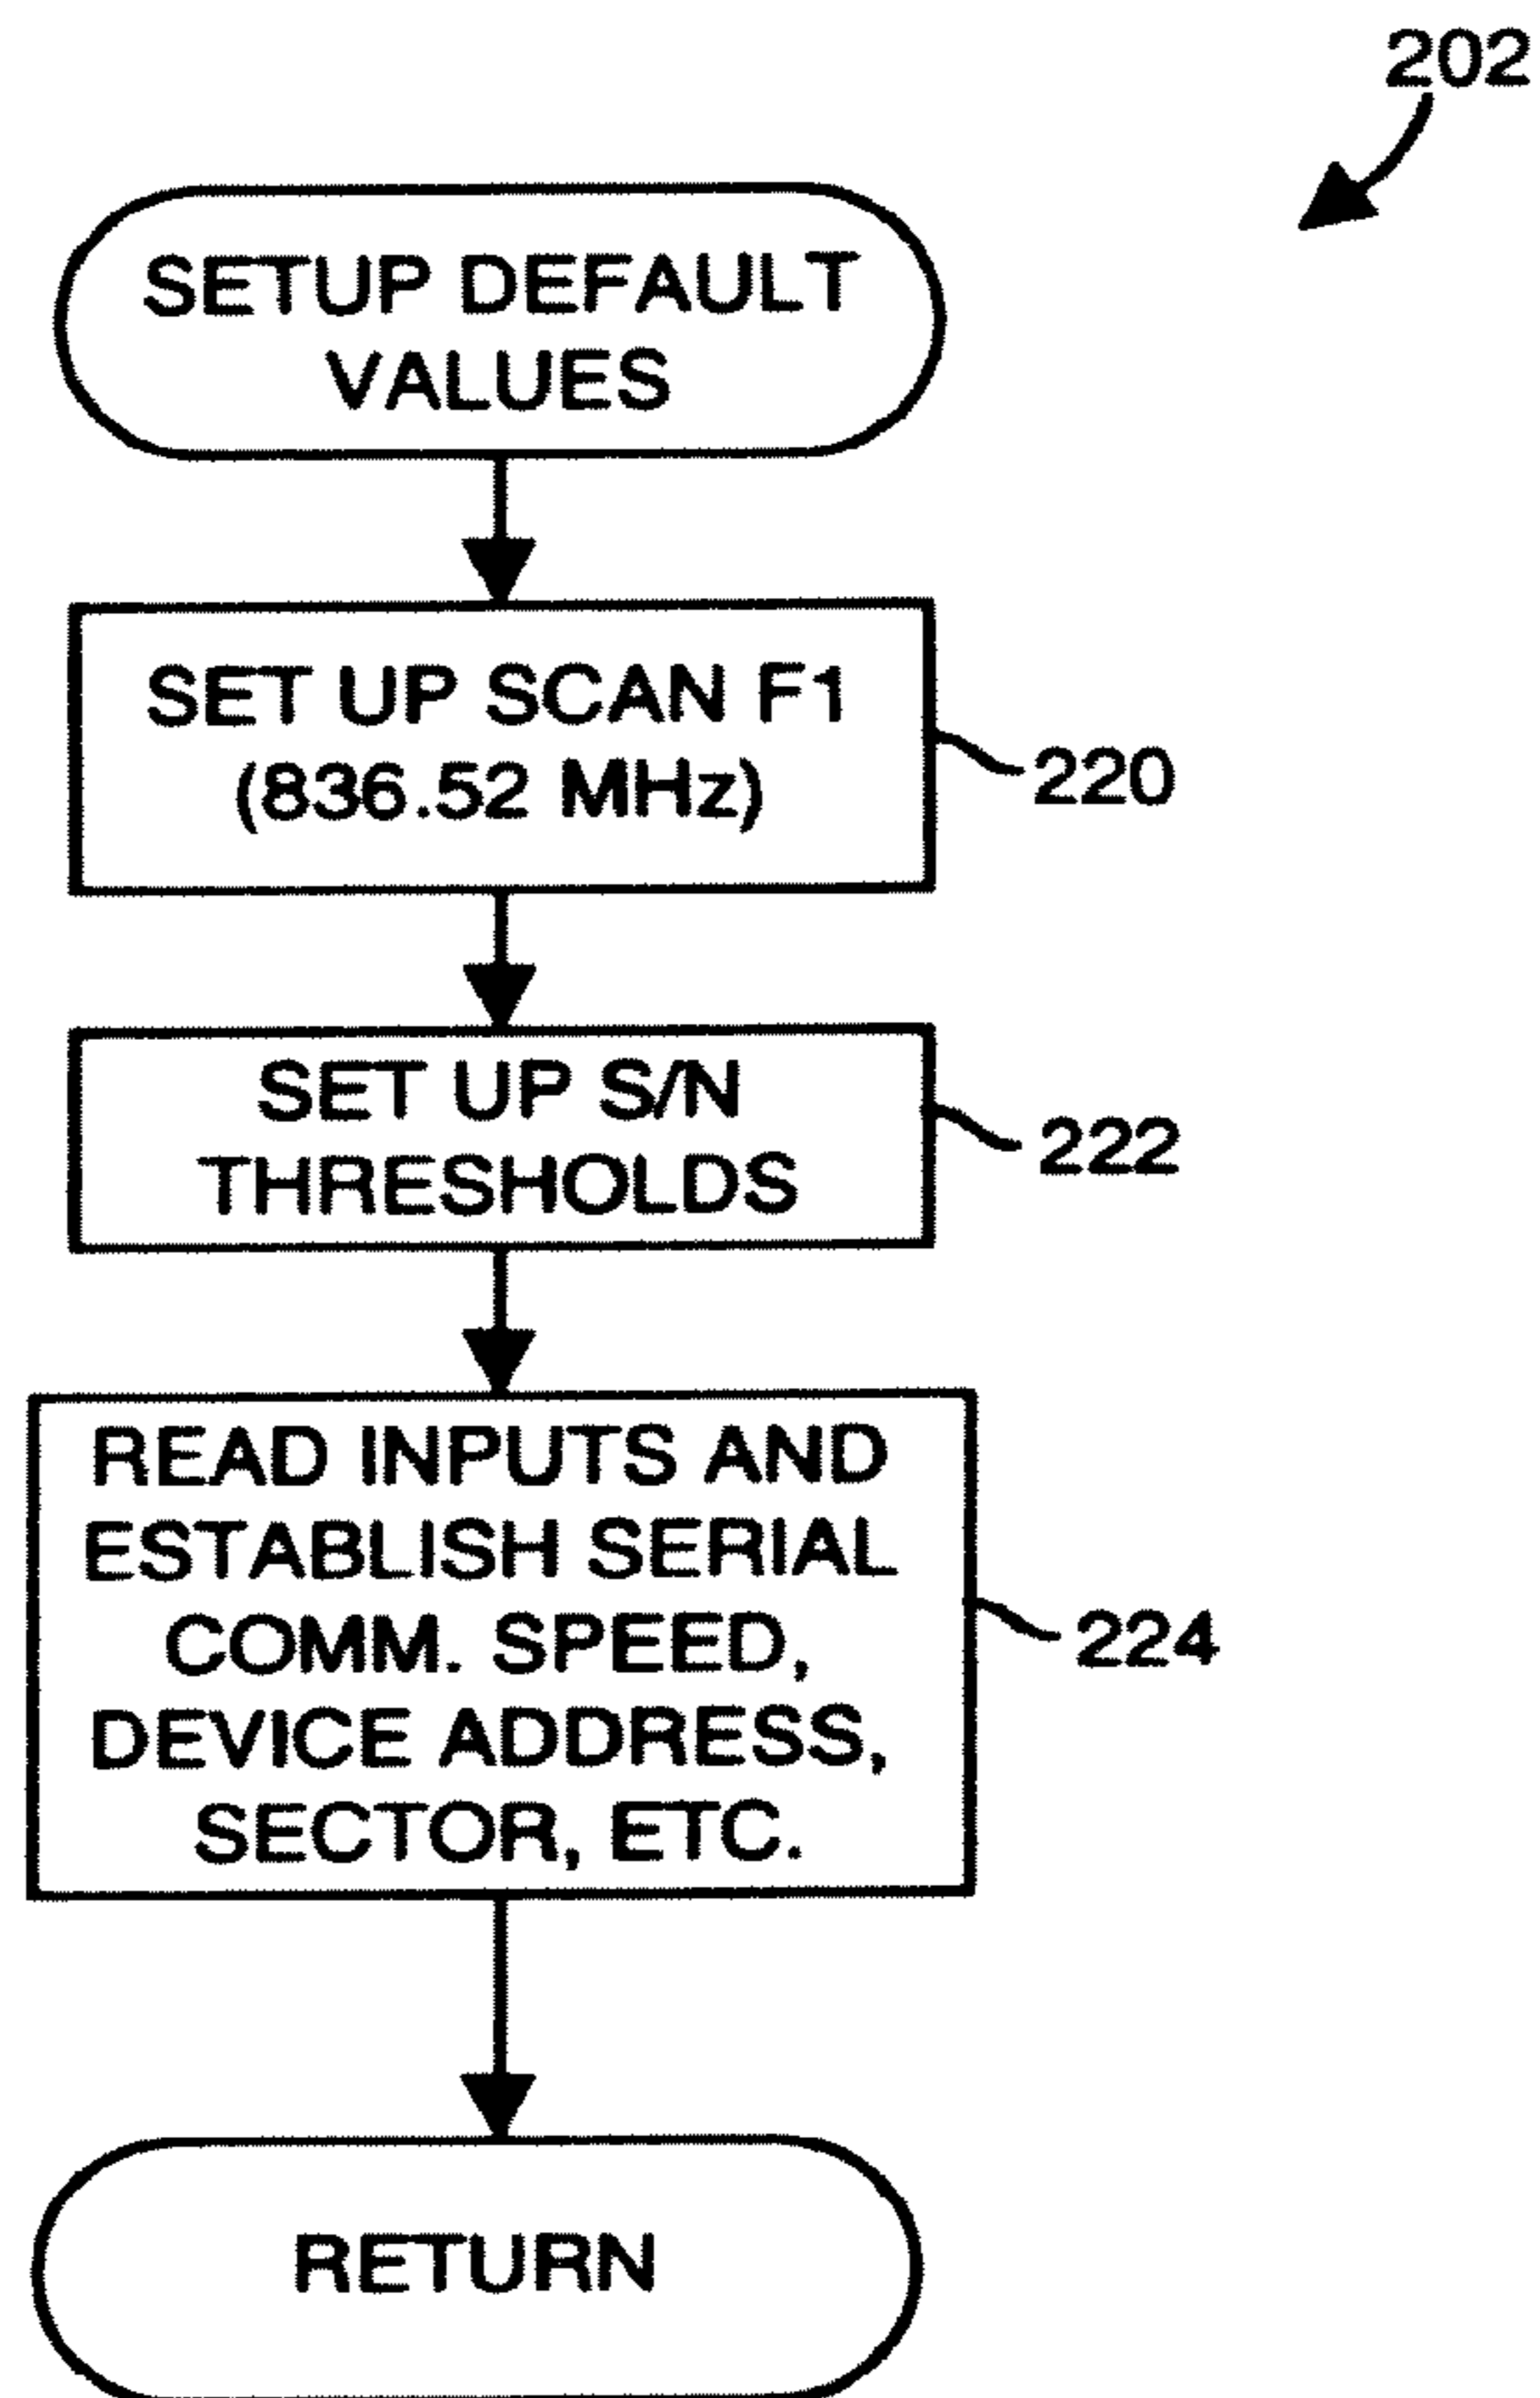 202
SETUP DEFAULT
VALUES
SET UP SCAN F1
(836.52 MHz)
220
SET UP S/N
THRESHOLDS
222
READ INPUTS AND
ESTABLISH SERIAL
COMM. SPEED,
DEVICE ADDRESS,
SECTOR, ETC.
224
RETURN